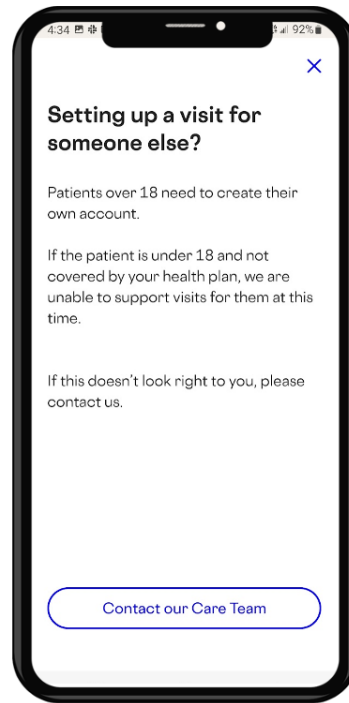 4:34
92%
Setting up a visit for
someone else?
Patients over 18 need to create their
own account.
If the patient is under 18 and not
covered by your health plan, we are
unable to support visits for them at this
time.
If this doesn't look right to you, please
contact us.
Contact our Care Team